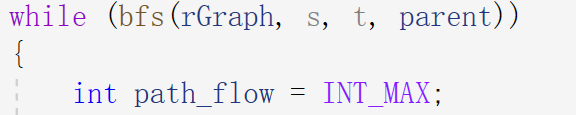 while (bfs(rGraph, s, t, parent))
{
    int path_flow = INT_MAX;